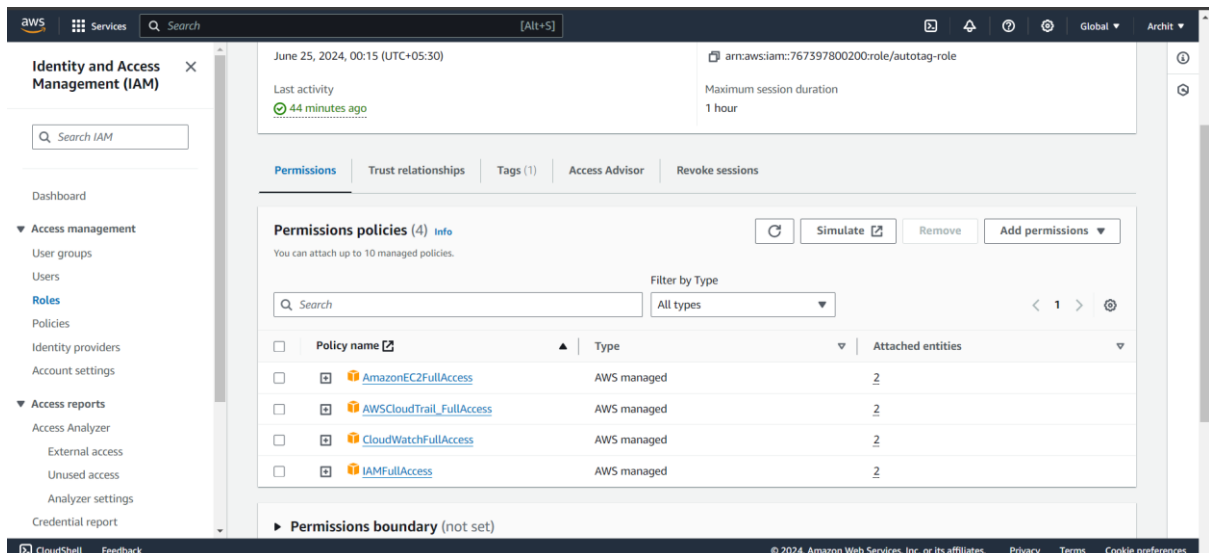 aws Services Search [Alt+S] Global Archit
Identity and Access
Management (IAM)
Search IAM
Dashboard
Access management
User groups
Users
Roles
Policies
Identity providers
Account settings
Access reports
Access Analyzer
External access
Unused access
Analyzer settings
Credential report
June 25, 2024, 00:15 (UTC+05:30)
arn:aws:iam::767397800200:role/autotag-role
Last activity
44 minutes ago
Maximum session duration
1 hour
Permissions Trust relationships Tags (1) Access Advisor Revoke sessions
Permissions policies (4) Info
You can attach up to 10 managed policies.
Simulate Remove Add permissions
Filter by Type
Search All types 1
Policy name Type Attached entities
AmazonEC2FullAccess AWS managed 2
AWSCloudTrail_FullAccess AWS managed 2
CloudWatchFullAccess AWS managed 2
IAMFullAccess AWS managed 2
Permissions boundary (not set)
CloudShell Feedback © 2024, Amazon Web Services, Inc. or its affiliates. Privacy Terms Cookie preferences